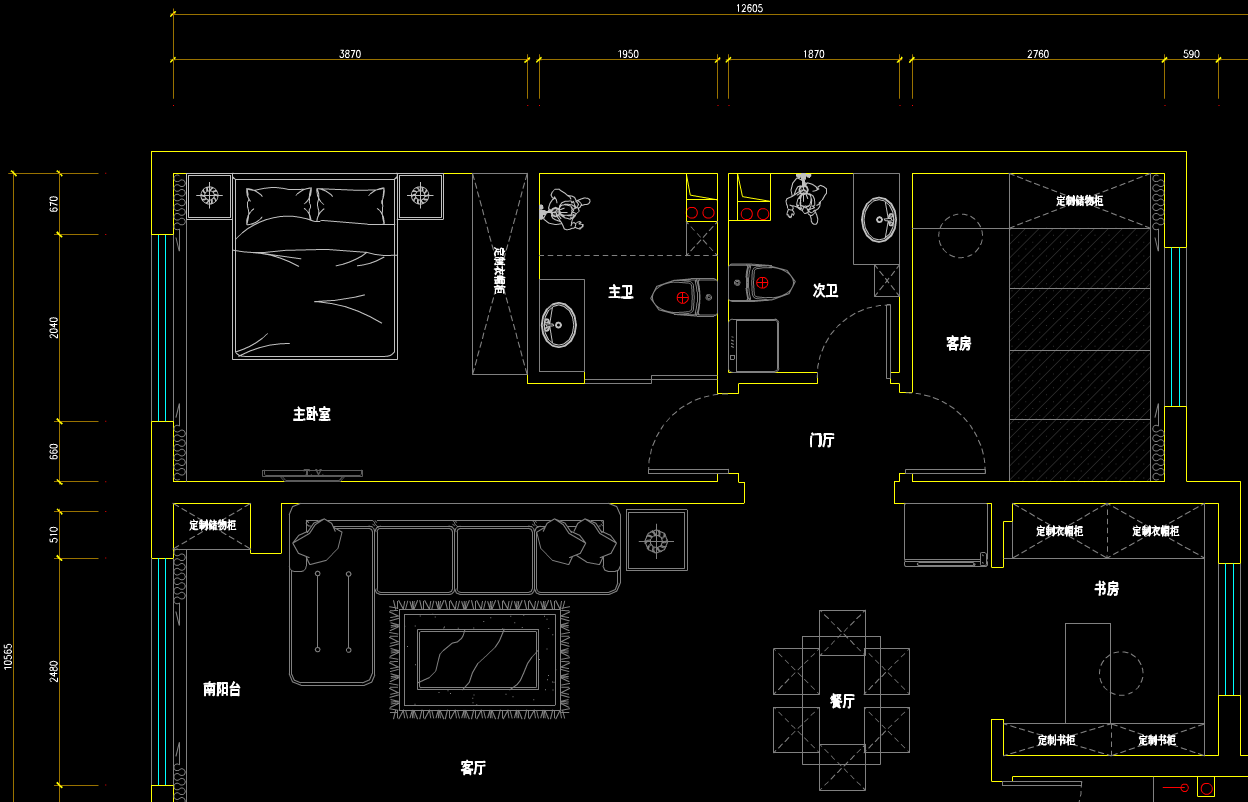 12605
3870
1950
1870
2760
590
670
定制储物柜
定制衣帽柜
主卫
次卫
2040
客房
主卧室
门厅
660
T.V.
定制储物柜
510
定制衣帽柜
定制衣帽柜
书房
10565
2480
南阳台
餐厅
定制书柜
定制书柜
客厅